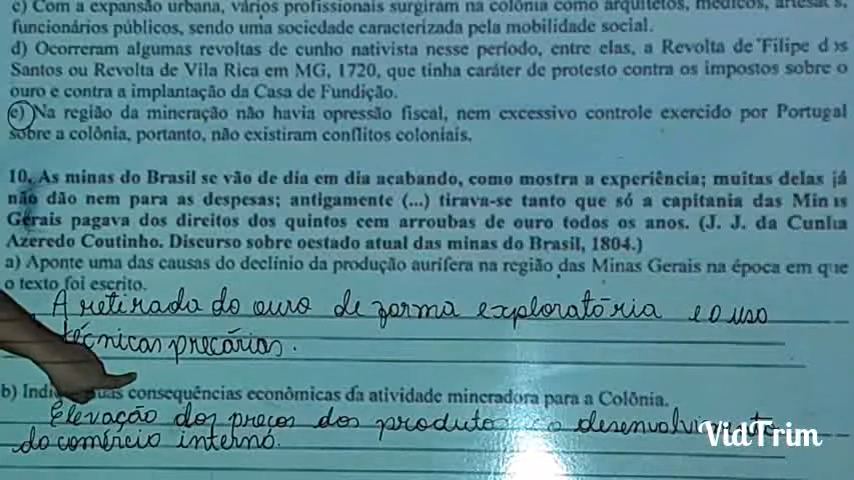 c) Com a expansão urbana, vários profissionais surgiram na colônia como arquitetos, médicos,
funcionários públicos, sendo uma sociedade caracterizada pela mobilidade social.
d) Ocorreram algumas revoltas de cunho nativista nesse período, entre elas, a Revolta de Filipe dos
Santos ou Revolta de Vila Rica em MG, 1720, que tinha caráter de protesto contra os impostos sobre o
ouro e contra a implantação da Casa de Fundição.
e) Na região da mineração não havia opressão fiscal, nem excessivo controle exercido por Portugal
sobre a colônia, portanto, não existiram conflitos coloniais.
10. As minas do Brasil se vão de dia em dia acabando, como mostra a experiência; muitas delas já
não dão nem para as despesas; antigamente (...) tirava-se tanto que só a capitania das Minas
Gerais pagava dos direitos dos quintos cem arroubas de ouro todos os anos. (J. J. da Cunha
Azeredo Coutinho. Discurso sobre oestado atual das minas do Brasil, 1804.)
a) Aponte uma das causas do declínio da produção aurífera na região das Minas Gerais na época em que
o texto foi escrito.
A retirada do ouro de forma exploratória e o uso
técnicas precárias.
b) consequências econômicas da atividade mineradora para a Colônia.
Elevação dos preços dos produtos e o desenvolvimento
do comércio interno.
VidTrim